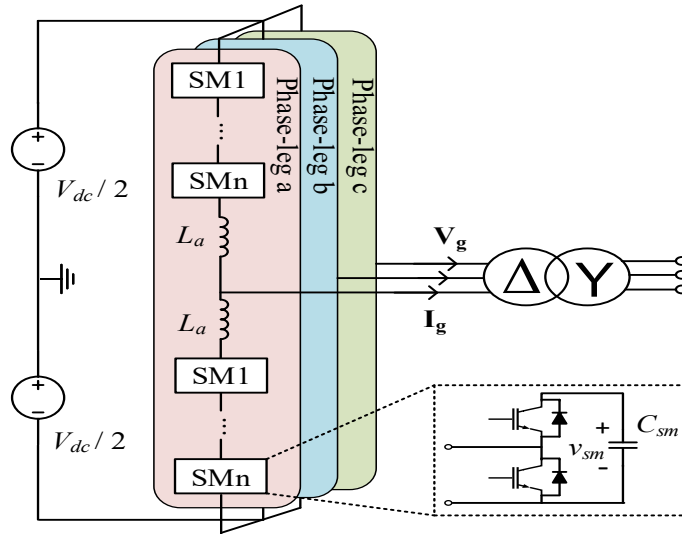 SM1
⋮
SMn
L_a
L_a
SM1
⋮
SMn
Phase-leg a
Phase-leg b
Phase-leg c
+
−
V_dc / 2
+
−
V_dc / 2
V_g
I_g
Δ
Y
+
v_sm
-
C_sm